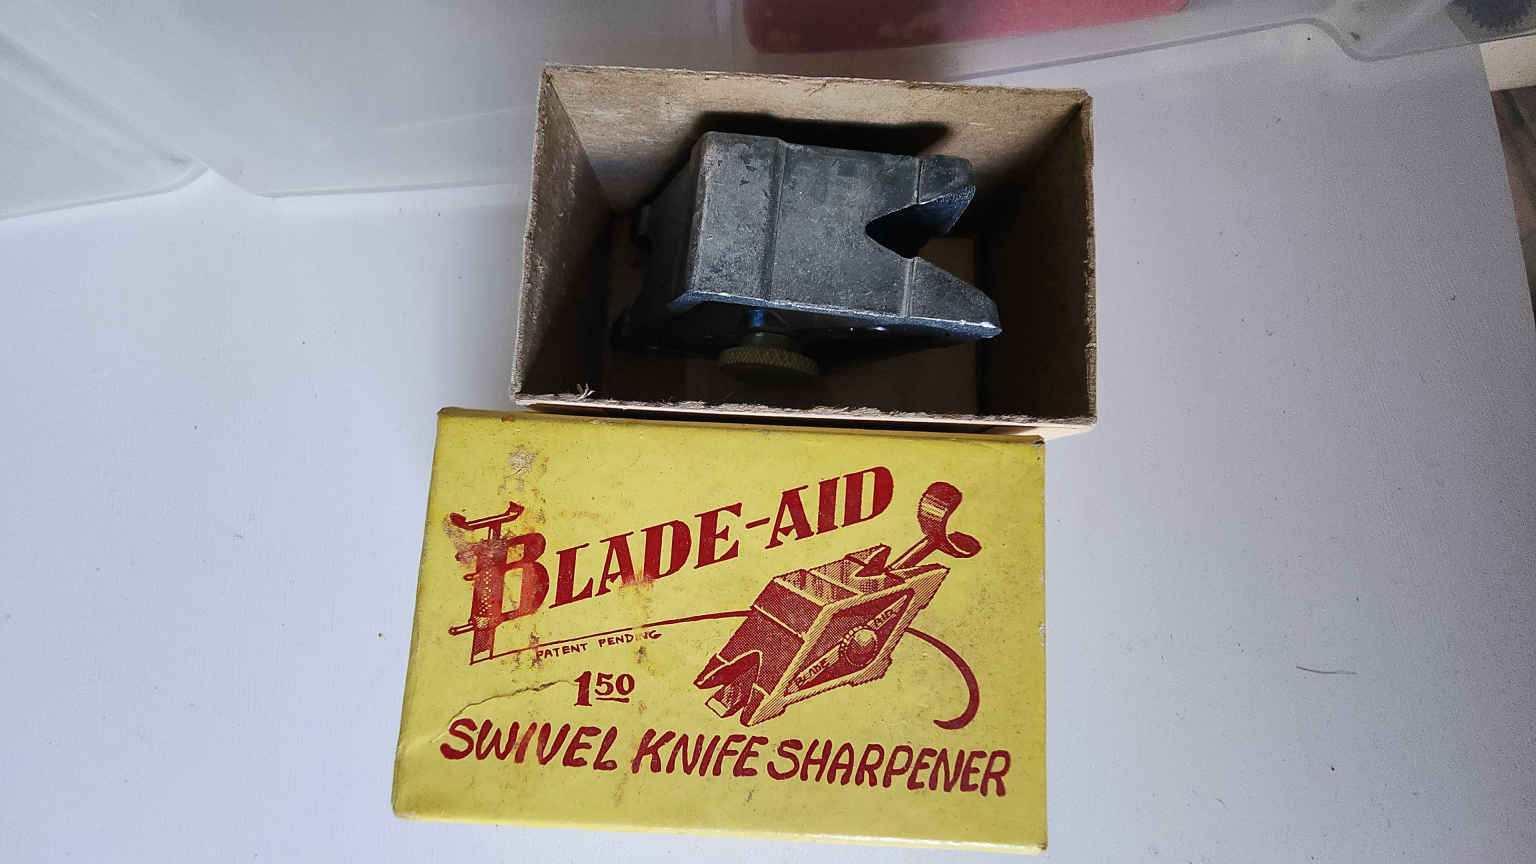 BLADE-AID
PATENT PENDING
BLADE AID
1 50
SWIVEL KNIFE SHARPENER